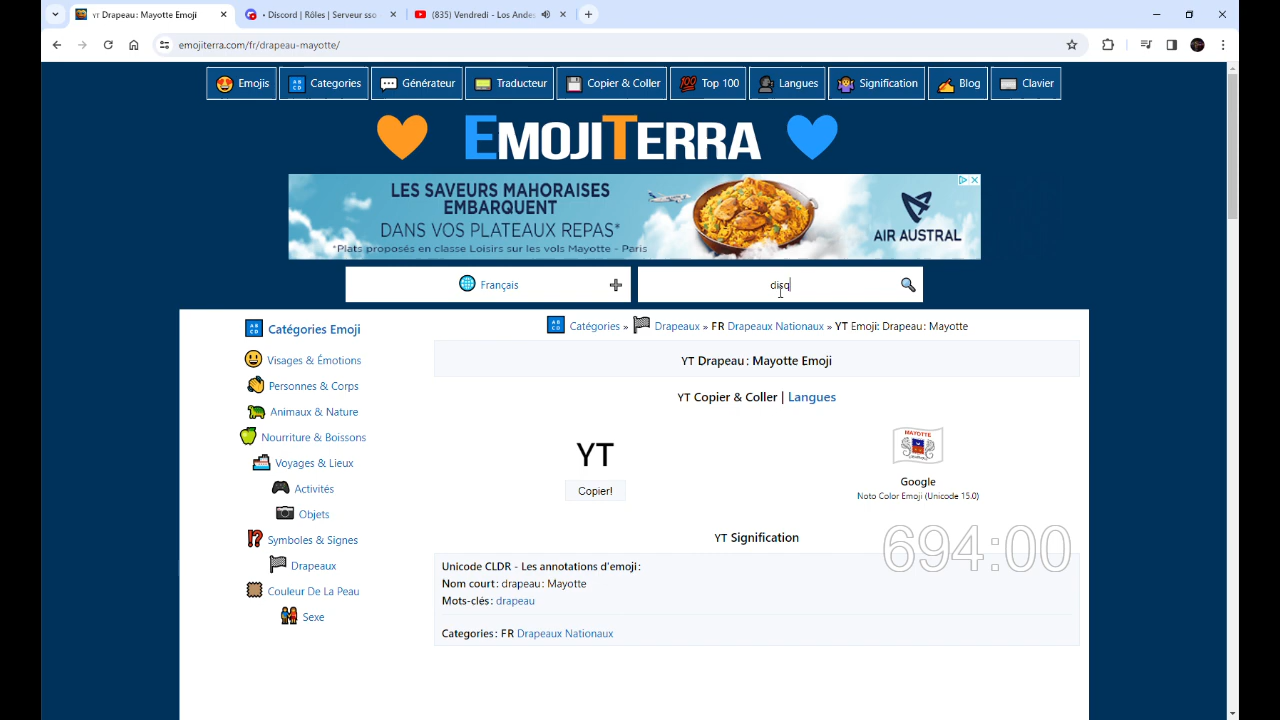 YT Drapeau : Mayotte Emoji
• Discord | Rôles | Serveur sso
(835) Vendredi - Los Andes
emojiterra.com/fr/drapeau-mayotte/
Emojis
Categories
Générateur
Traducteur
Copier & Coller
Top 100
Langues
Signification
Blog
Clavier
EMOJITERRA
LES SAVEURS MAHORAISES
EMBARQUENT
DANS VOS PLATEAUX REPAS*
*Plats proposés en classe Loisirs sur les vols Mayotte - Paris
AIR AUSTRAL
Français
disq
Catégories Emoji
Visages & Émotions
Personnes & Corps
Animaux & Nature
Nourriture & Boissons
Voyages & Lieux
Activités
Objets
Symboles & Signes
Drapeaux
Couleur De La Peau
Sexe
Catégories » Drapeaux » FR Drapeaux Nationaux » YT Emoji: Drapeau : Mayotte
YT Drapeau : Mayotte Emoji
YT Copier & Coller | Langues
YT
Copier!
MAYOTTE
Google
Noto Color Emoji (Unicode 15.0)
YT Signification
694:00
Unicode CLDR - Les annotations d'emoji :
Nom court : drapeau : Mayotte
Mots-clés : drapeau
Categories : FR Drapeaux Nationaux